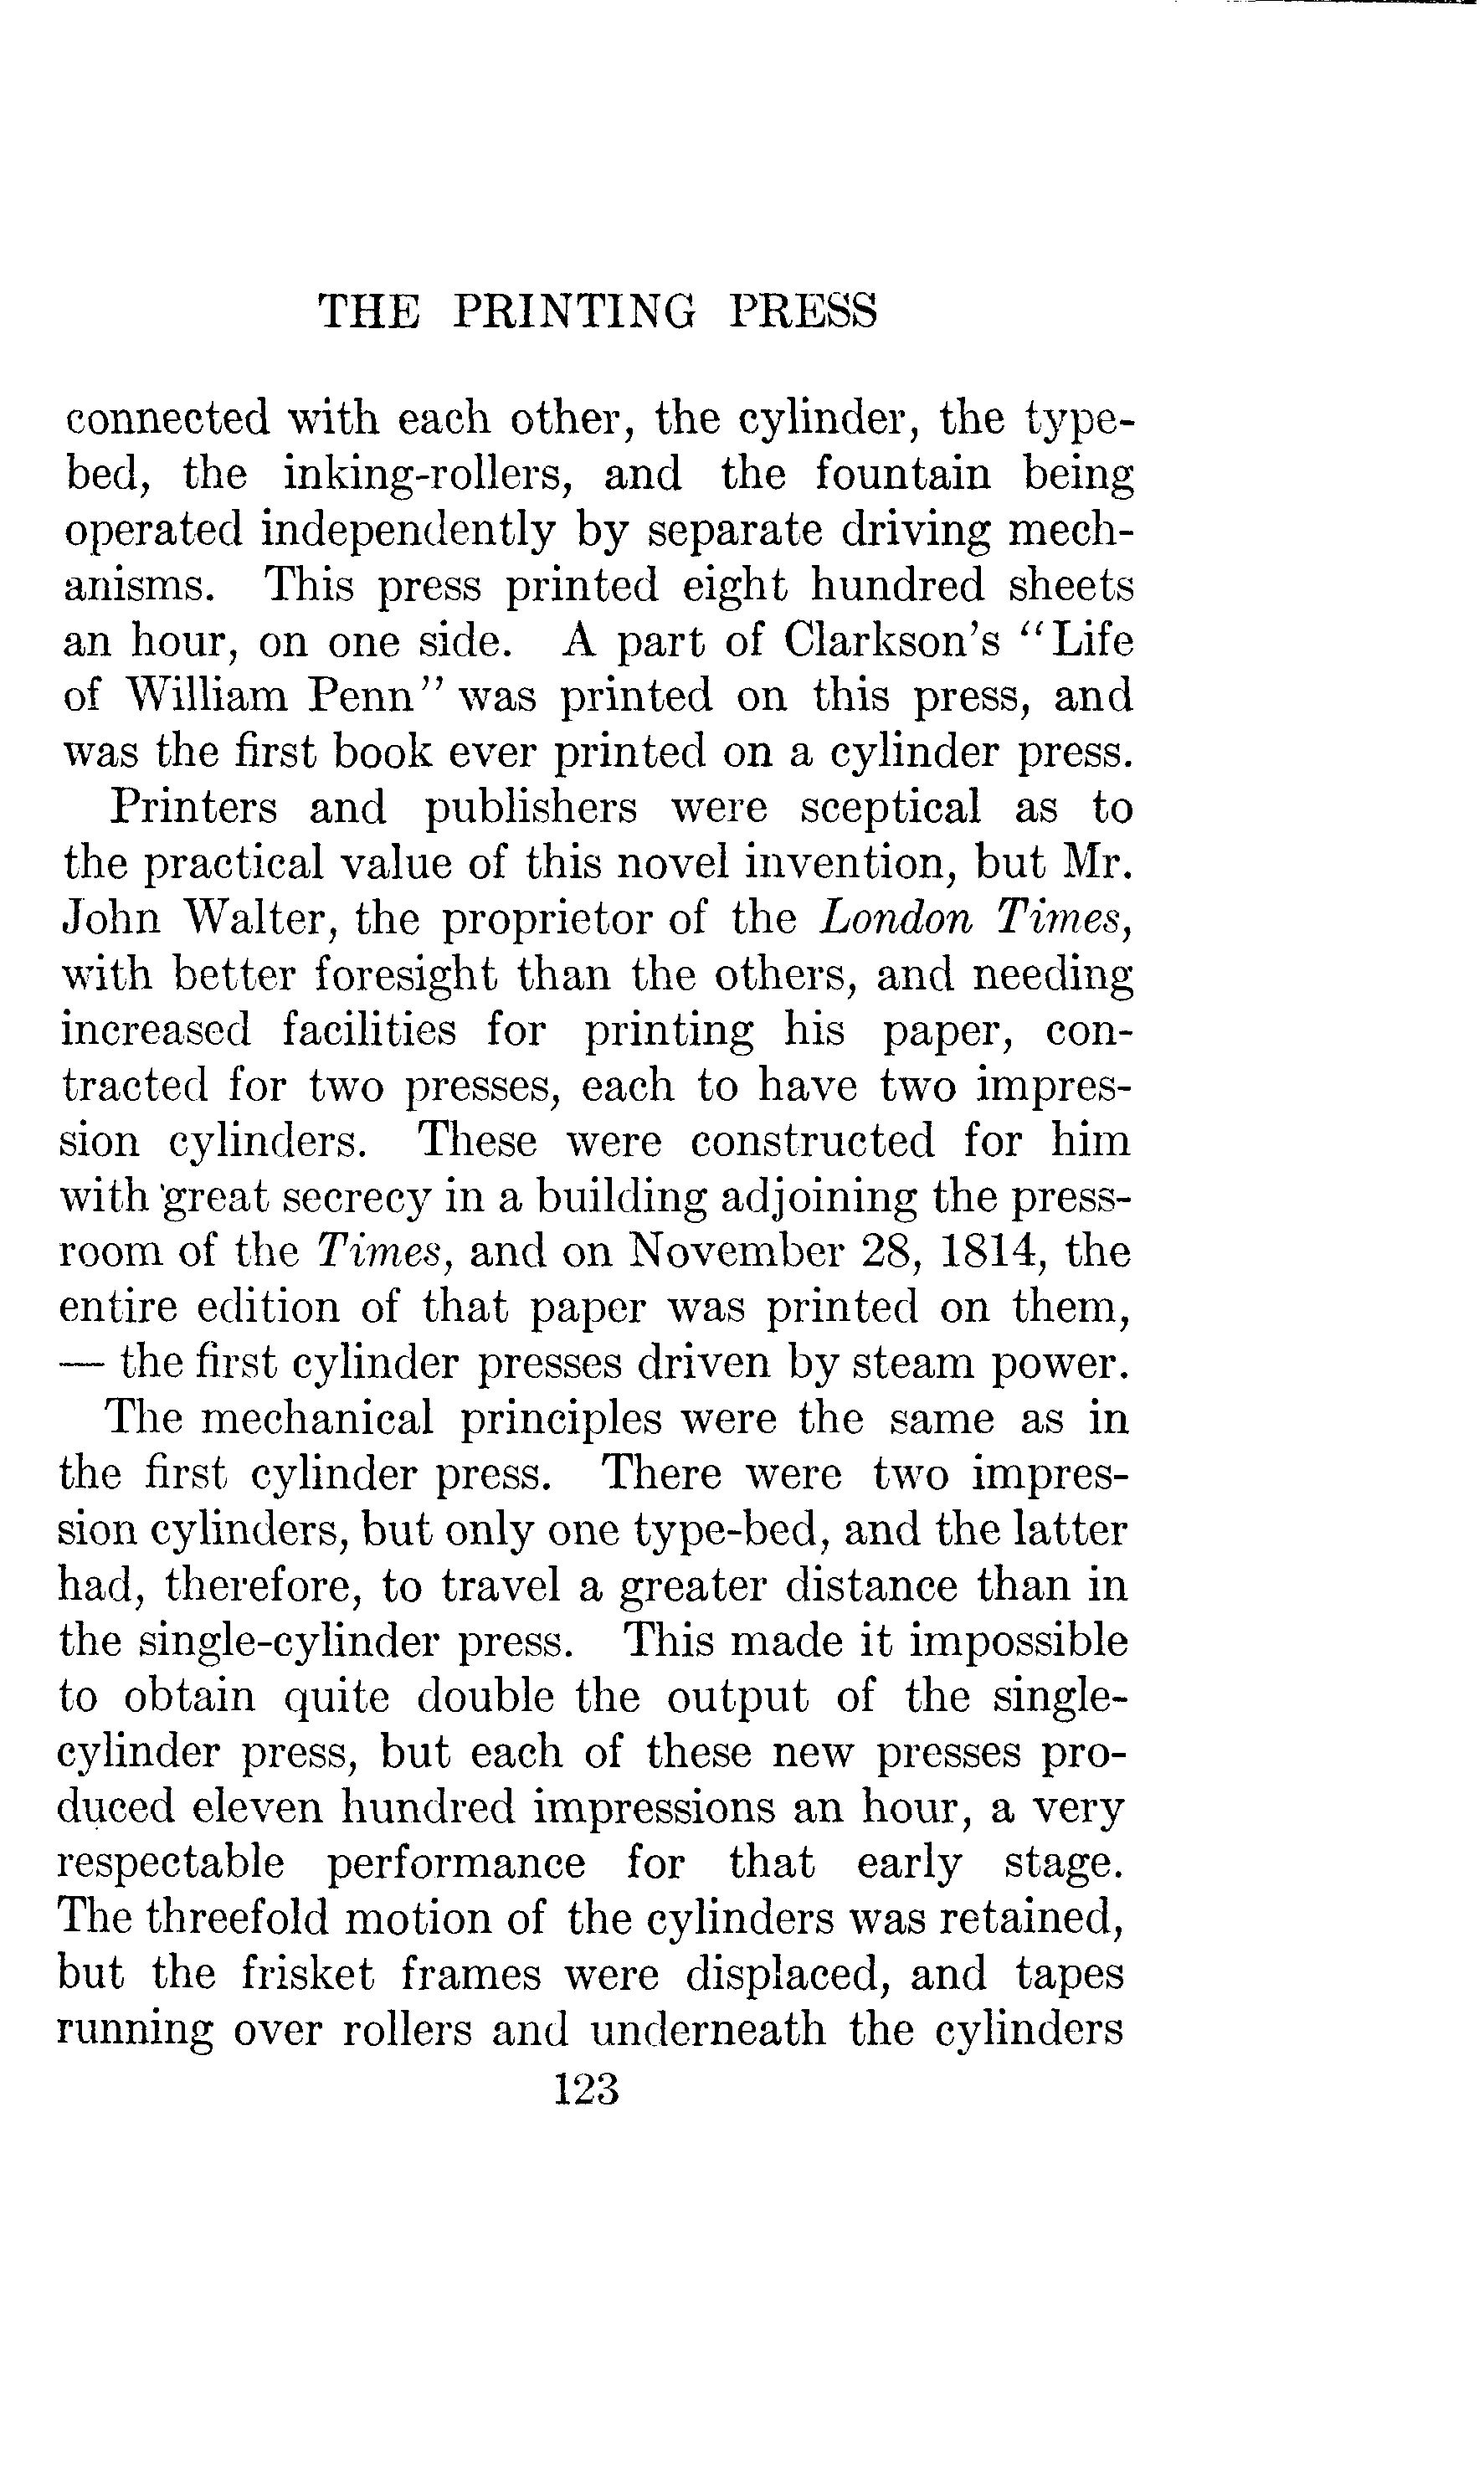 THE PRINTING PRESS
connected with each other, the cylinder, the type-
bed, the inking-rollers, and the fountain being
operated independently by separate driving mech-
anisms. This press printed eight hundred sheets
an hour, on one side. A part of Clarkson's "Life
of William Penn" was printed on this press, and
was the first book ever printed on a cylinder press.
Printers and publishers were sceptical as to
the practical value of this novel invention, but Mr.
John Walter, the proprietor of the London Times,
with better foresight than the others, and needing
increased facilities for printing his paper, con-
tracted for two presses, each to have two impres-
sion cylinders. These were constructed for him
with great secrecy in a building adjoining the press-
room of the Times, and on November 28, 1814, the
entire edition of that paper was printed on them,
— the first cylinder presses driven by steam power.
The mechanical principles were the same as in
the first cylinder press. There were two impres-
sion cylinders, but only one type-bed, and the latter
had, therefore, to travel a greater distance than in
the single-cylinder press. This made it impossible
to obtain quite double the output of the single-
cylinder press, but each of these new presses pro-
duced eleven hundred impressions an hour, a very
respectable performance for that early stage.
The threefold motion of the cylinders was retained,
but the frisket frames were displaced, and tapes
running over rollers and underneath the cylinders
123